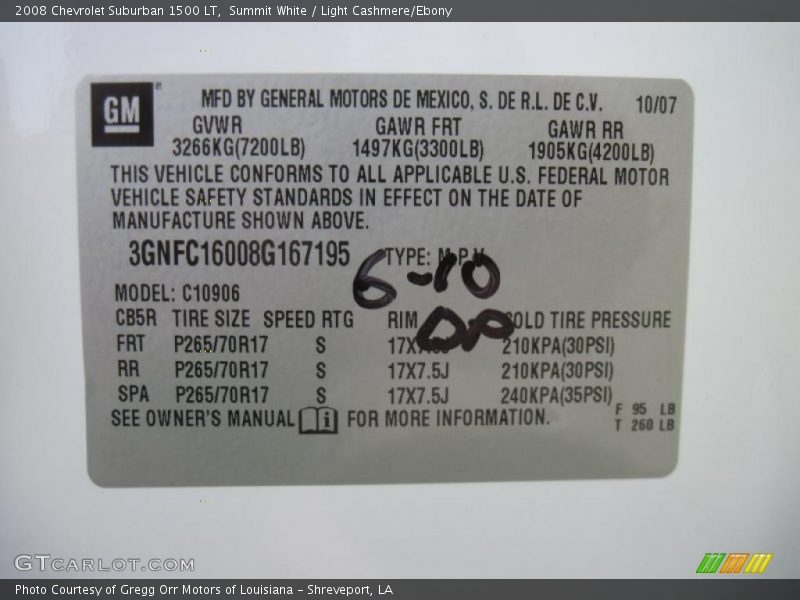 2008 Chevrolet Suburban 1500 LT, Summit White / Light Cashmere/Ebony
GM® MFD BY GENERAL MOTORS DE MEXICO, S. DE R.L. DE C.V. 10/07
GVWR GAWR FRT GAWR RR
3266KG(7200LB) 1497KG(3300LB) 1905KG(4200LB)
THIS VEHICLE CONFORMS TO ALL APPLICABLE U.S. FEDERAL MOTOR
VEHICLE SAFETY STANDARDS IN EFFECT ON THE DATE OF
MANUFACTURE SHOWN ABOVE.
3GNFC16008G167195 TYPE: M.P.V
6-10
MODEL: C10906
CB5R TIRE SIZE SPEED RTG RIM COLD TIRE PRESSURE
FRT P265/70R17 S 17X7.5J 210KPA(30PSI)
RR P265/70R17 S 17X7.5J 210KPA(30PSI)
SPA P265/70R17 S 17X7.5J 240KPA(35PSI)
SEE OWNER'S MANUAL i FOR MORE INFORMATION.
F 95 LB
T 260 LB
GTCARLOT.COM
Photo Courtesy of Gregg Orr Motors of Louisiana - Shreveport, LA